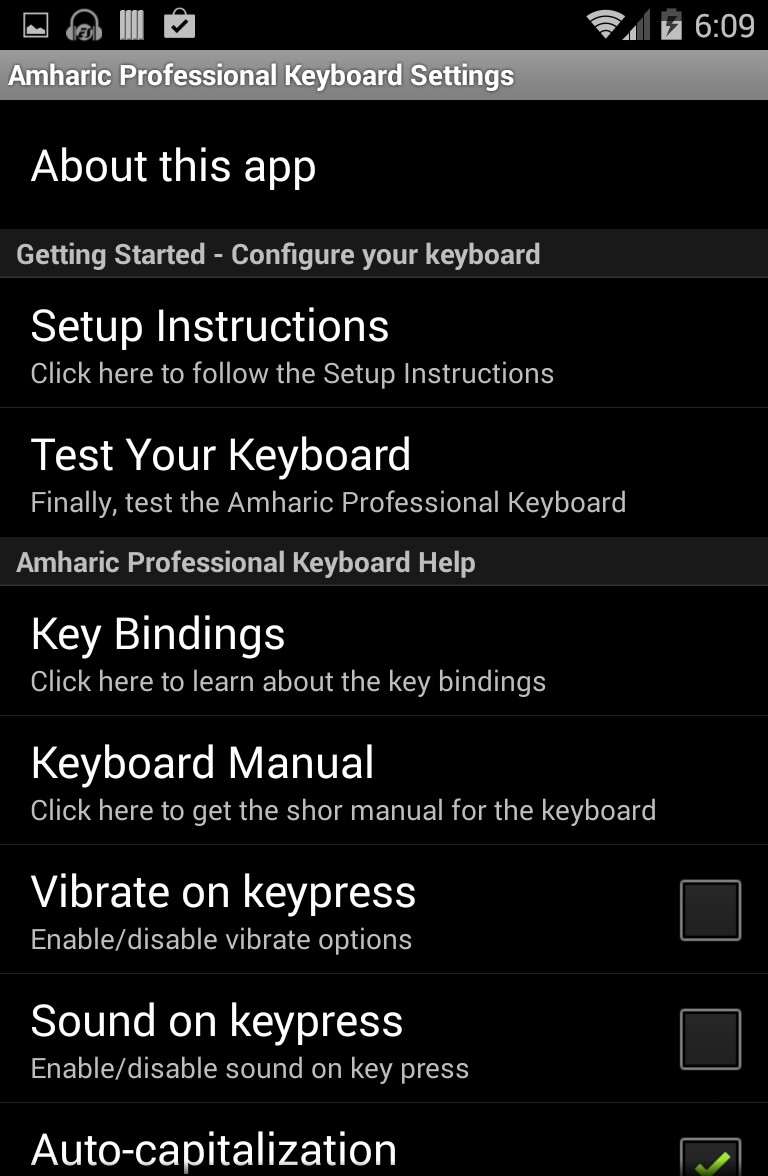 6:09
Amharic Professional Keyboard Settings
About this app
Getting Started - Configure your keyboard
Setup Instructions
Click here to follow the Setup Instructions
Test Your Keyboard
Finally, test the Amharic Professional Keyboard
Amharic Professional Keyboard Help
Key Bindings
Click here to learn about the key bindings
Keyboard Manual
Click here to get the shor manual for the keyboard
Vibrate on keypress
Enable/disable vibrate options
Sound on keypress
Enable/disable sound on key press
Auto-capitalization